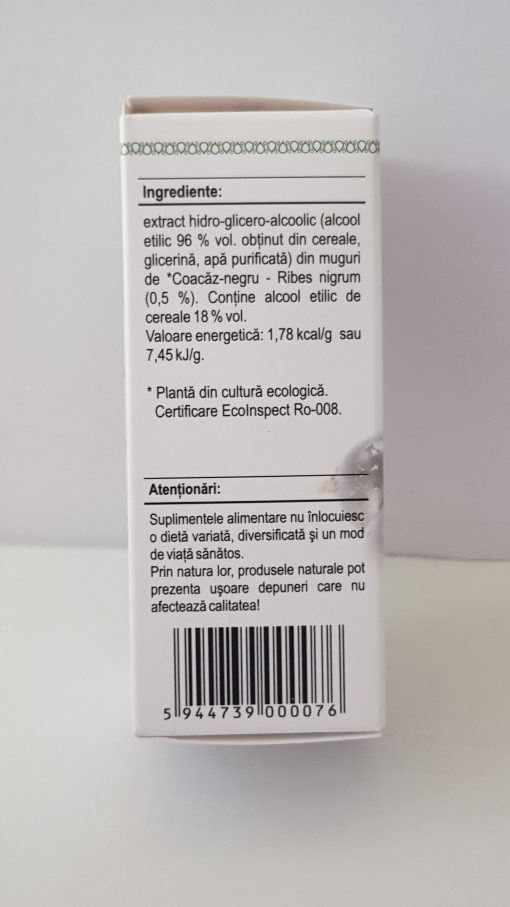 Ingrediente:
extract hidro-glicero-alcoolic (alcool
etilic 96 % vol. obținut din cereale,
glicerină, apă purificată) din muguri
de *Coacăz-negru - Ribes nigrum
(0,5 %). Conține alcool etilic de
cereale 18 % vol.
Valoare energetică: 1,78 kcal/g sau
7,45 kJ/g.
* Plantă din cultură ecologică.
Certificare EcoInspect Ro-008.
Atenționări:
Suplimentele alimentare nu înlocuiesc
o dietă variată, diversificată şi un mod
de viață sănătos.
Prin natura lor, produsele naturale pot
prezenta uşoare depuneri care nu
afectează calitatea!
5 944739 000076